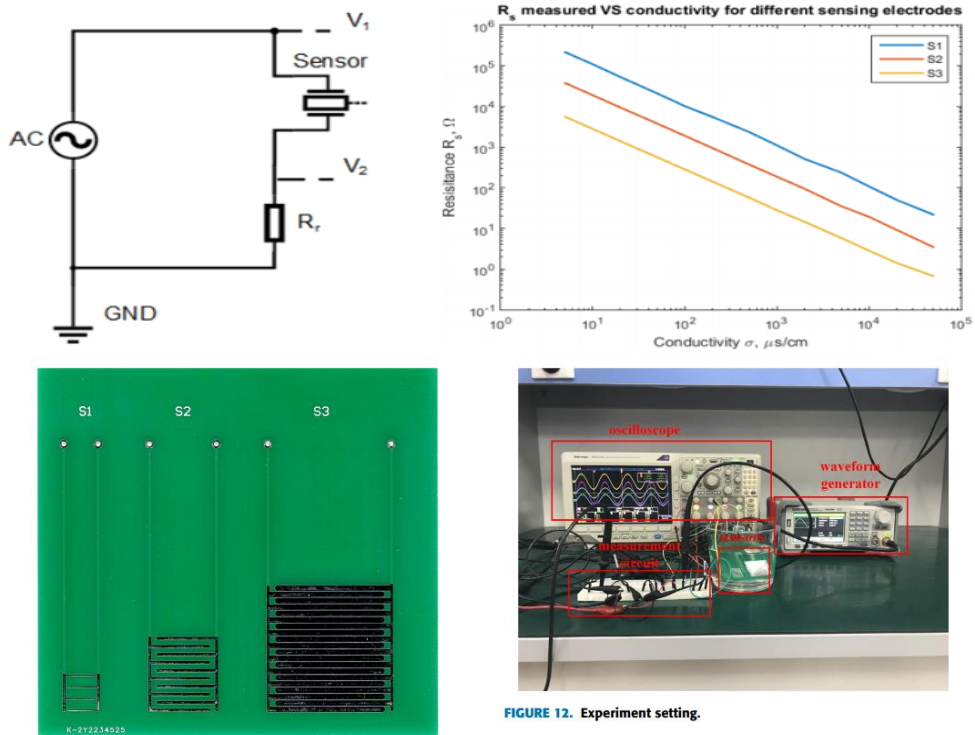 V1
Sensor
AC
V2
Rr
GND
Rs measured VS conductivity for different sensing electrodes
10^6
10^5
10^4
10^3
10^2
10^1
10^0
10^-1
Resisitance Rs, Ω
S1
S2
S3
10^0
10^1
10^2
10^3
10^4
10^5
Conductivity σ, μs/cm
S1
S2
S3
K-2Y2234525
oscilloscope
waveform
generator
sensors
measurement
circuit
FIGURE 12. Experiment setting.